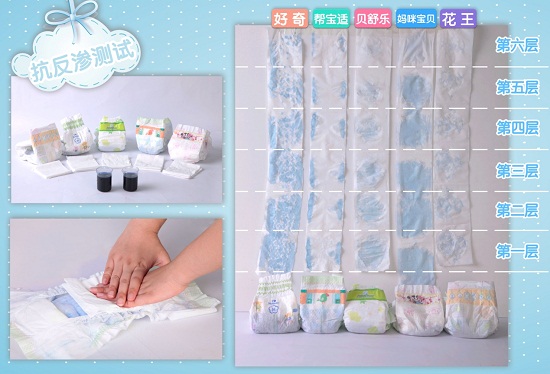 抗反渗测试
好奇 帮宝适 贝舒乐 妈咪宝贝 花王
第六层
第五层
第四层
第三层
第二层
第一层